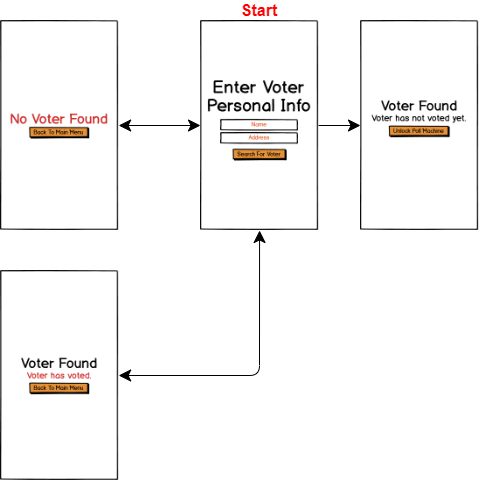 Start
No Voter Found
Back To Main Menu
Enter Voter
Personal Info
Name
Address
Search For Voter
Voter Found
Voter has not voted yet.
Unlock Poll Machine
Voter Found
Voter has voted.
Back To Main Menu